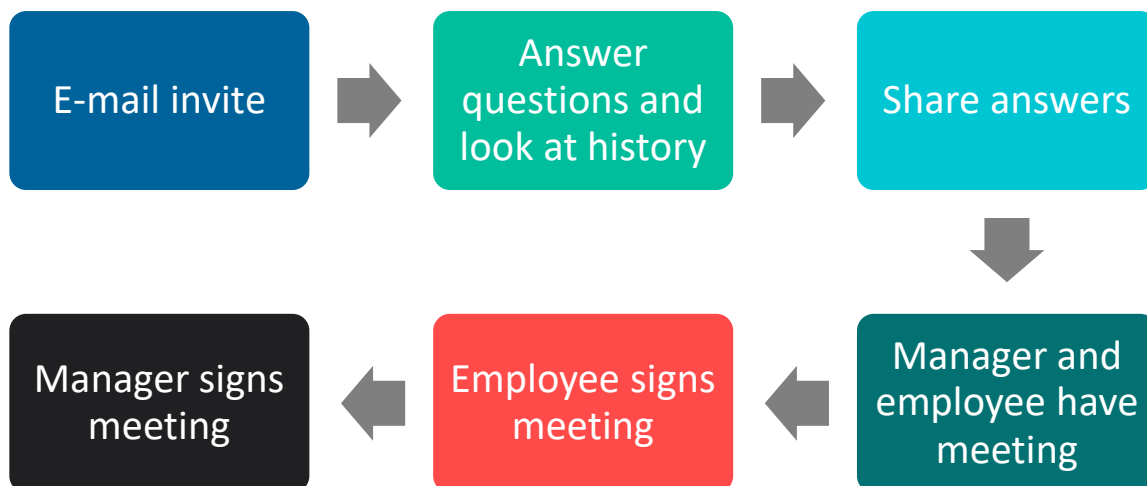 E-mail invite
Answer
questions and
look at history
Share answers
Manager and
employee have
meeting
Employee signs
meeting
Manager signs
meeting